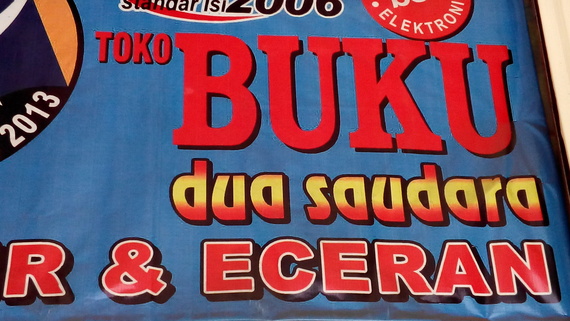 standar isi 2006
ELEKTRONI
TOKO BUKU
2013
dua saudara
R & ECERAN